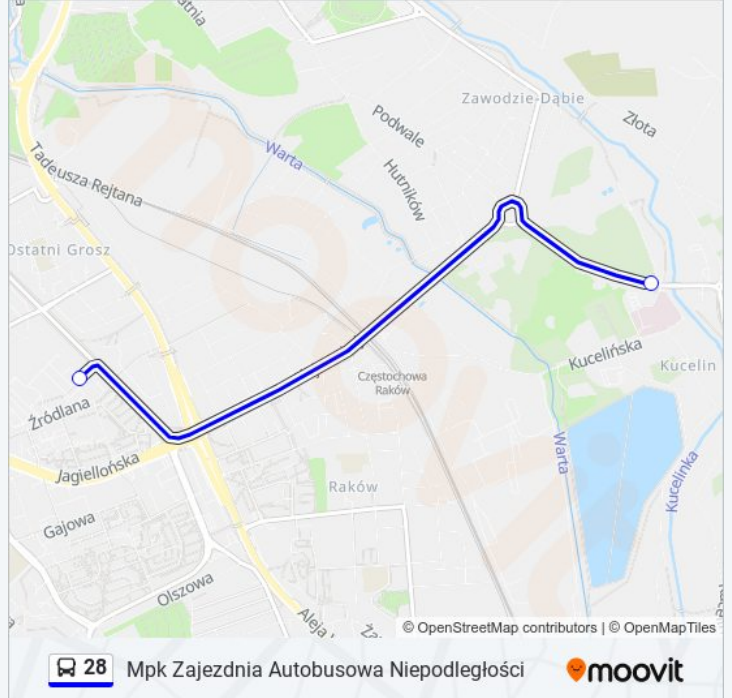 atnia
Zawodzie-Dąbie
Złota
Podwale
Warta
Hutników
Tadeusza Rejtana
Ostatni Grosz
Kucelińska
Kucelin
Częstochowa
Raków
Źródlana
Warta
Jagiellońska
Kucelinka
Raków
Gajowa
Olszowa
Aleja
© OpenStreetMap contributors | © OpenMapTiles
28 Mpk Zajezdnia Autobusowa Niepodległości
moovit